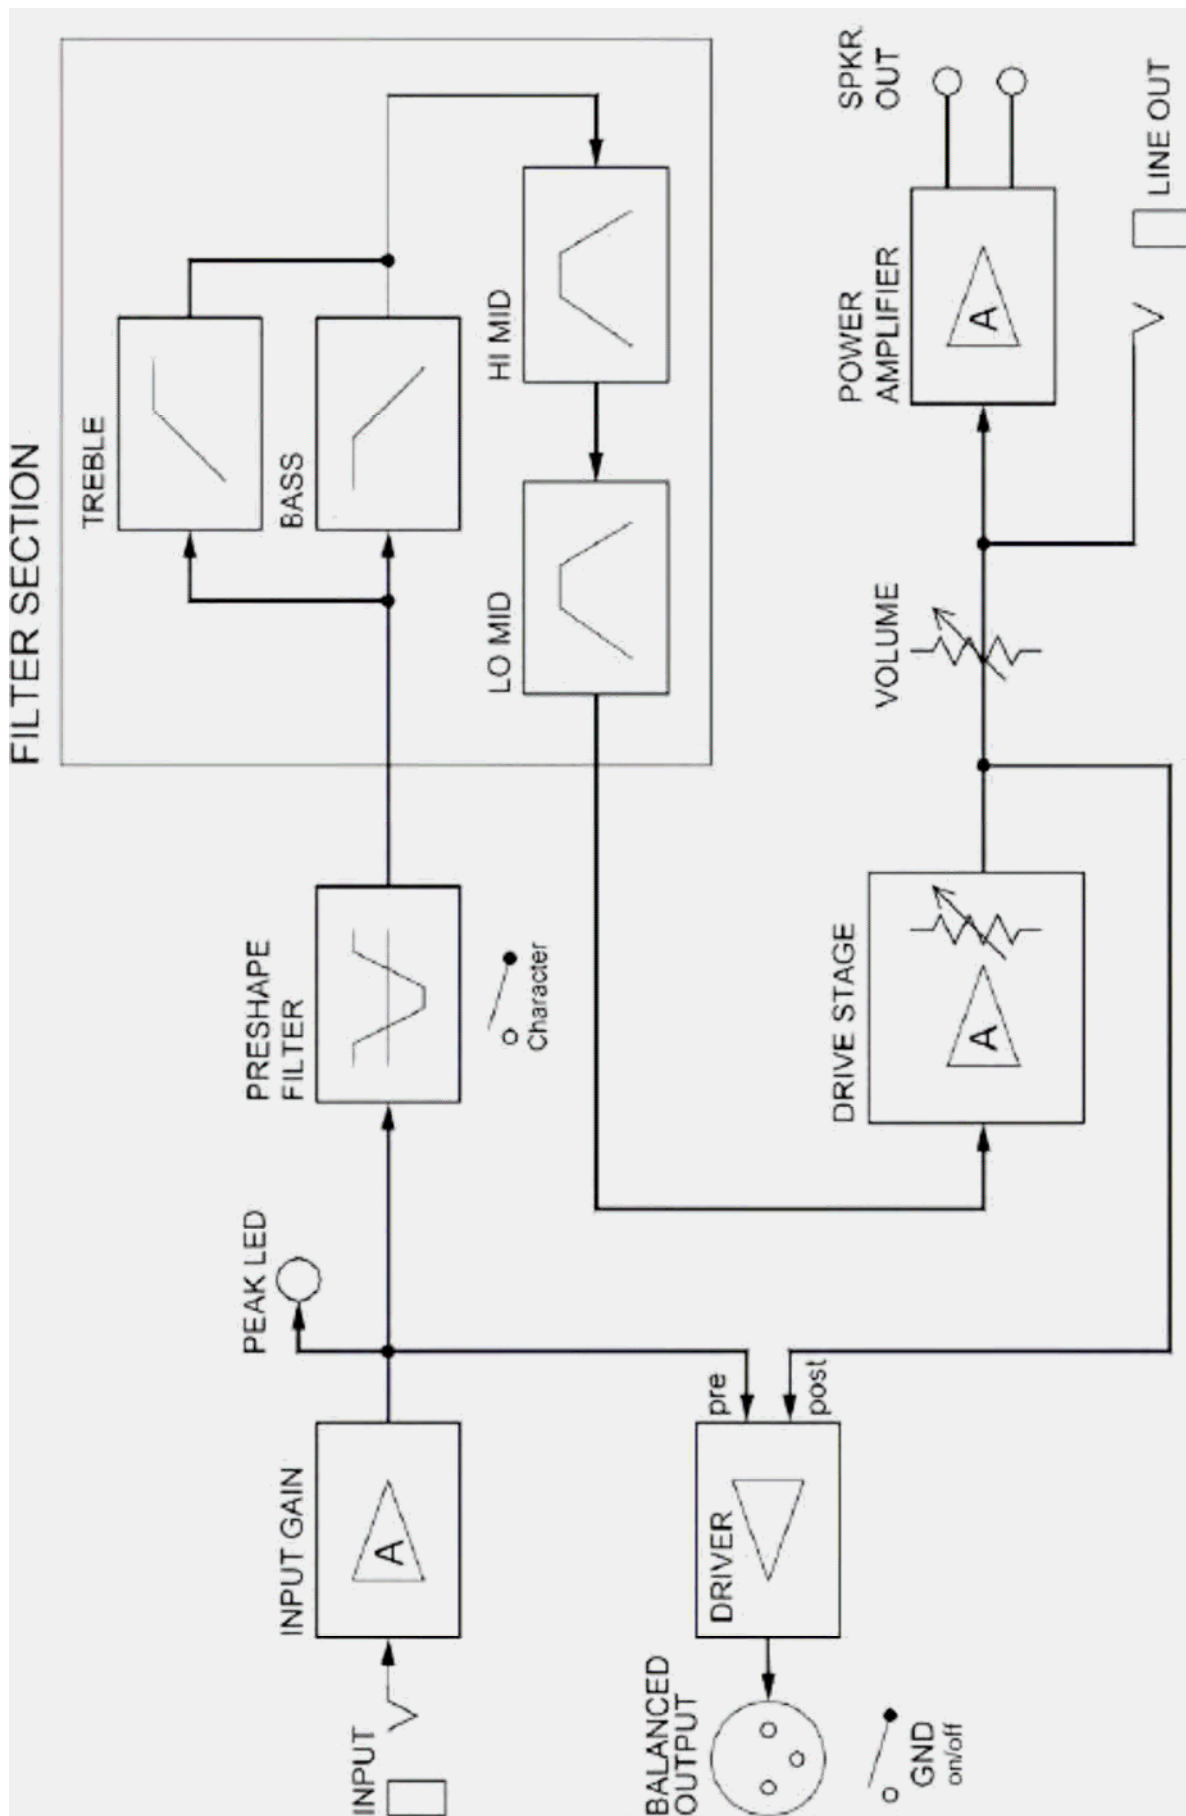 FILTER SECTION
TREBLE
BASS
HI MID
LO MID
PRESHAPE
FILTER
Character
PEAK LED
INPUT GAIN
A
INPUT
pre
post
DRIVER
BALANCED
OUTPUT
GND
on/off
DRIVE STAGE
A
VOLUME
POWER
AMPLIFIER
A
SPKR.
OUT
LINE OUT